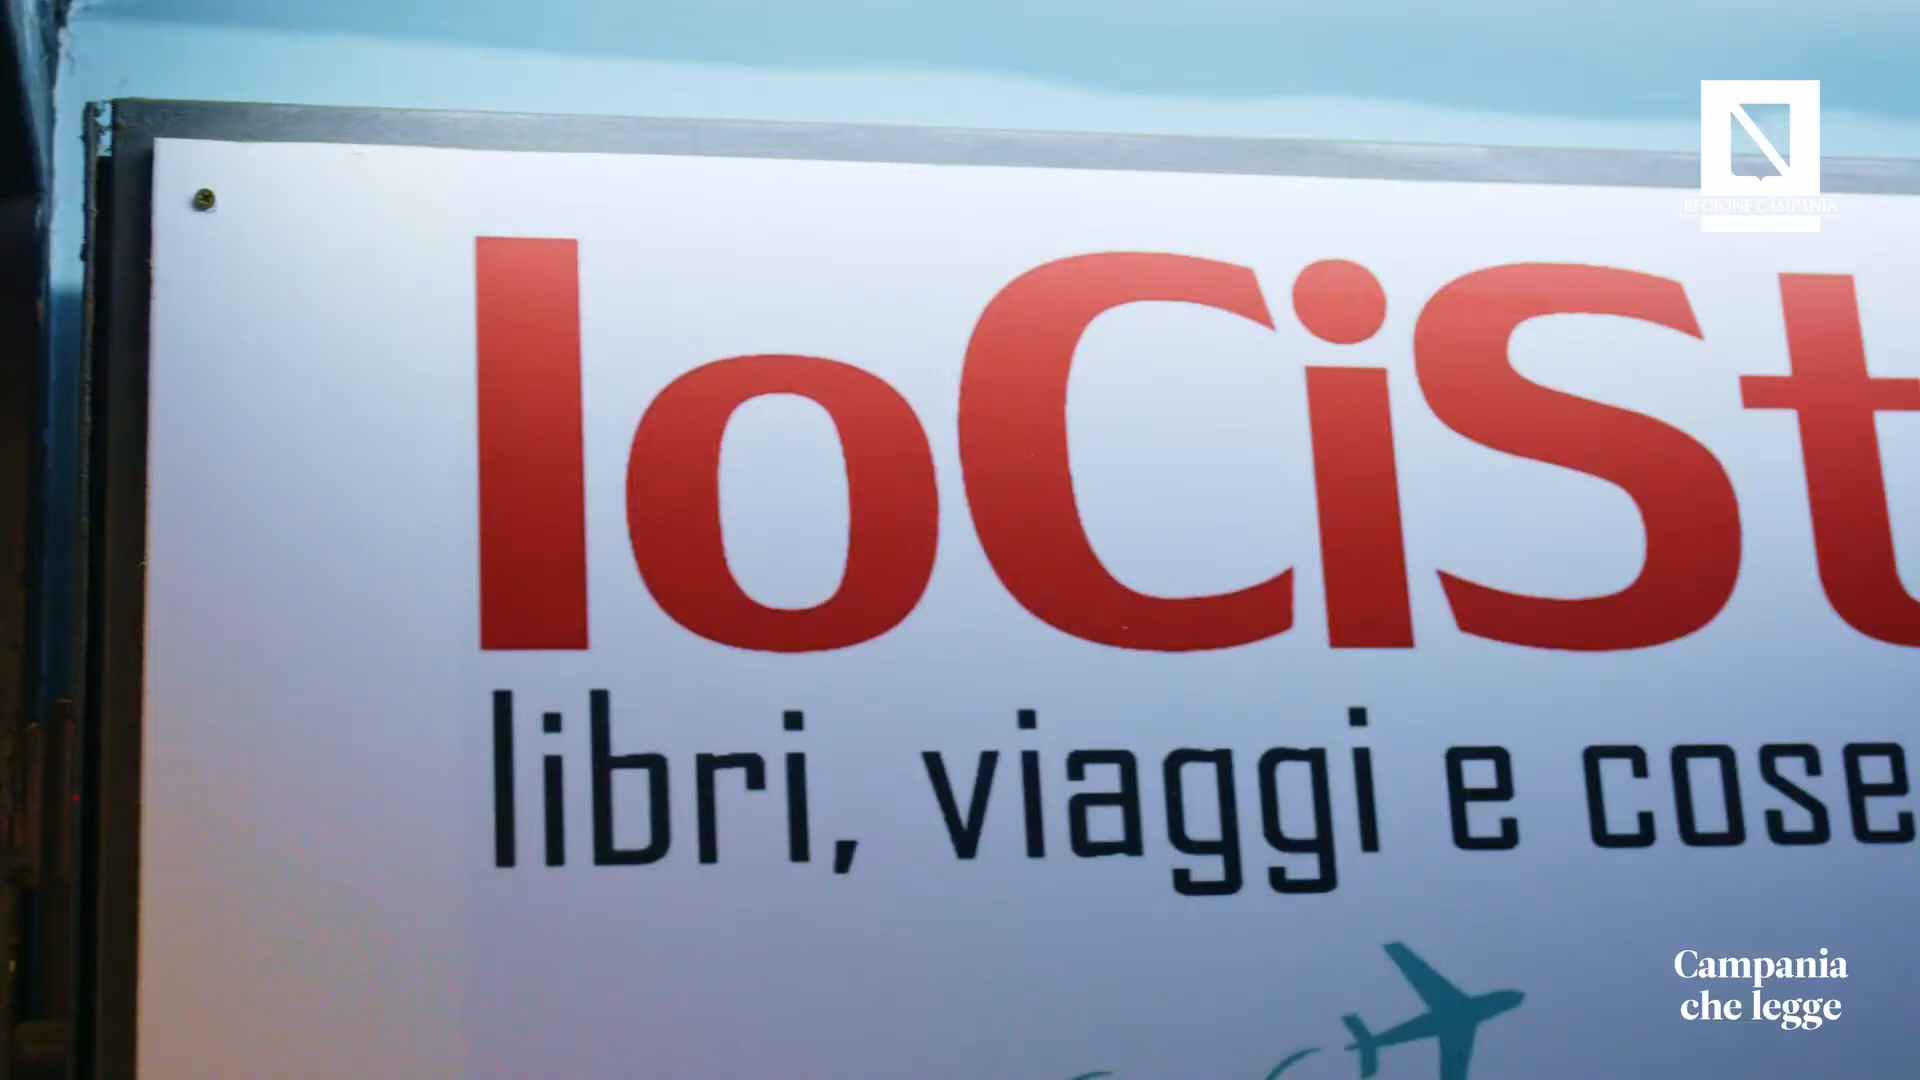 REGIONE CAMPANIA
IoCiSt
libri, viaggi e cose
Campania
che legge